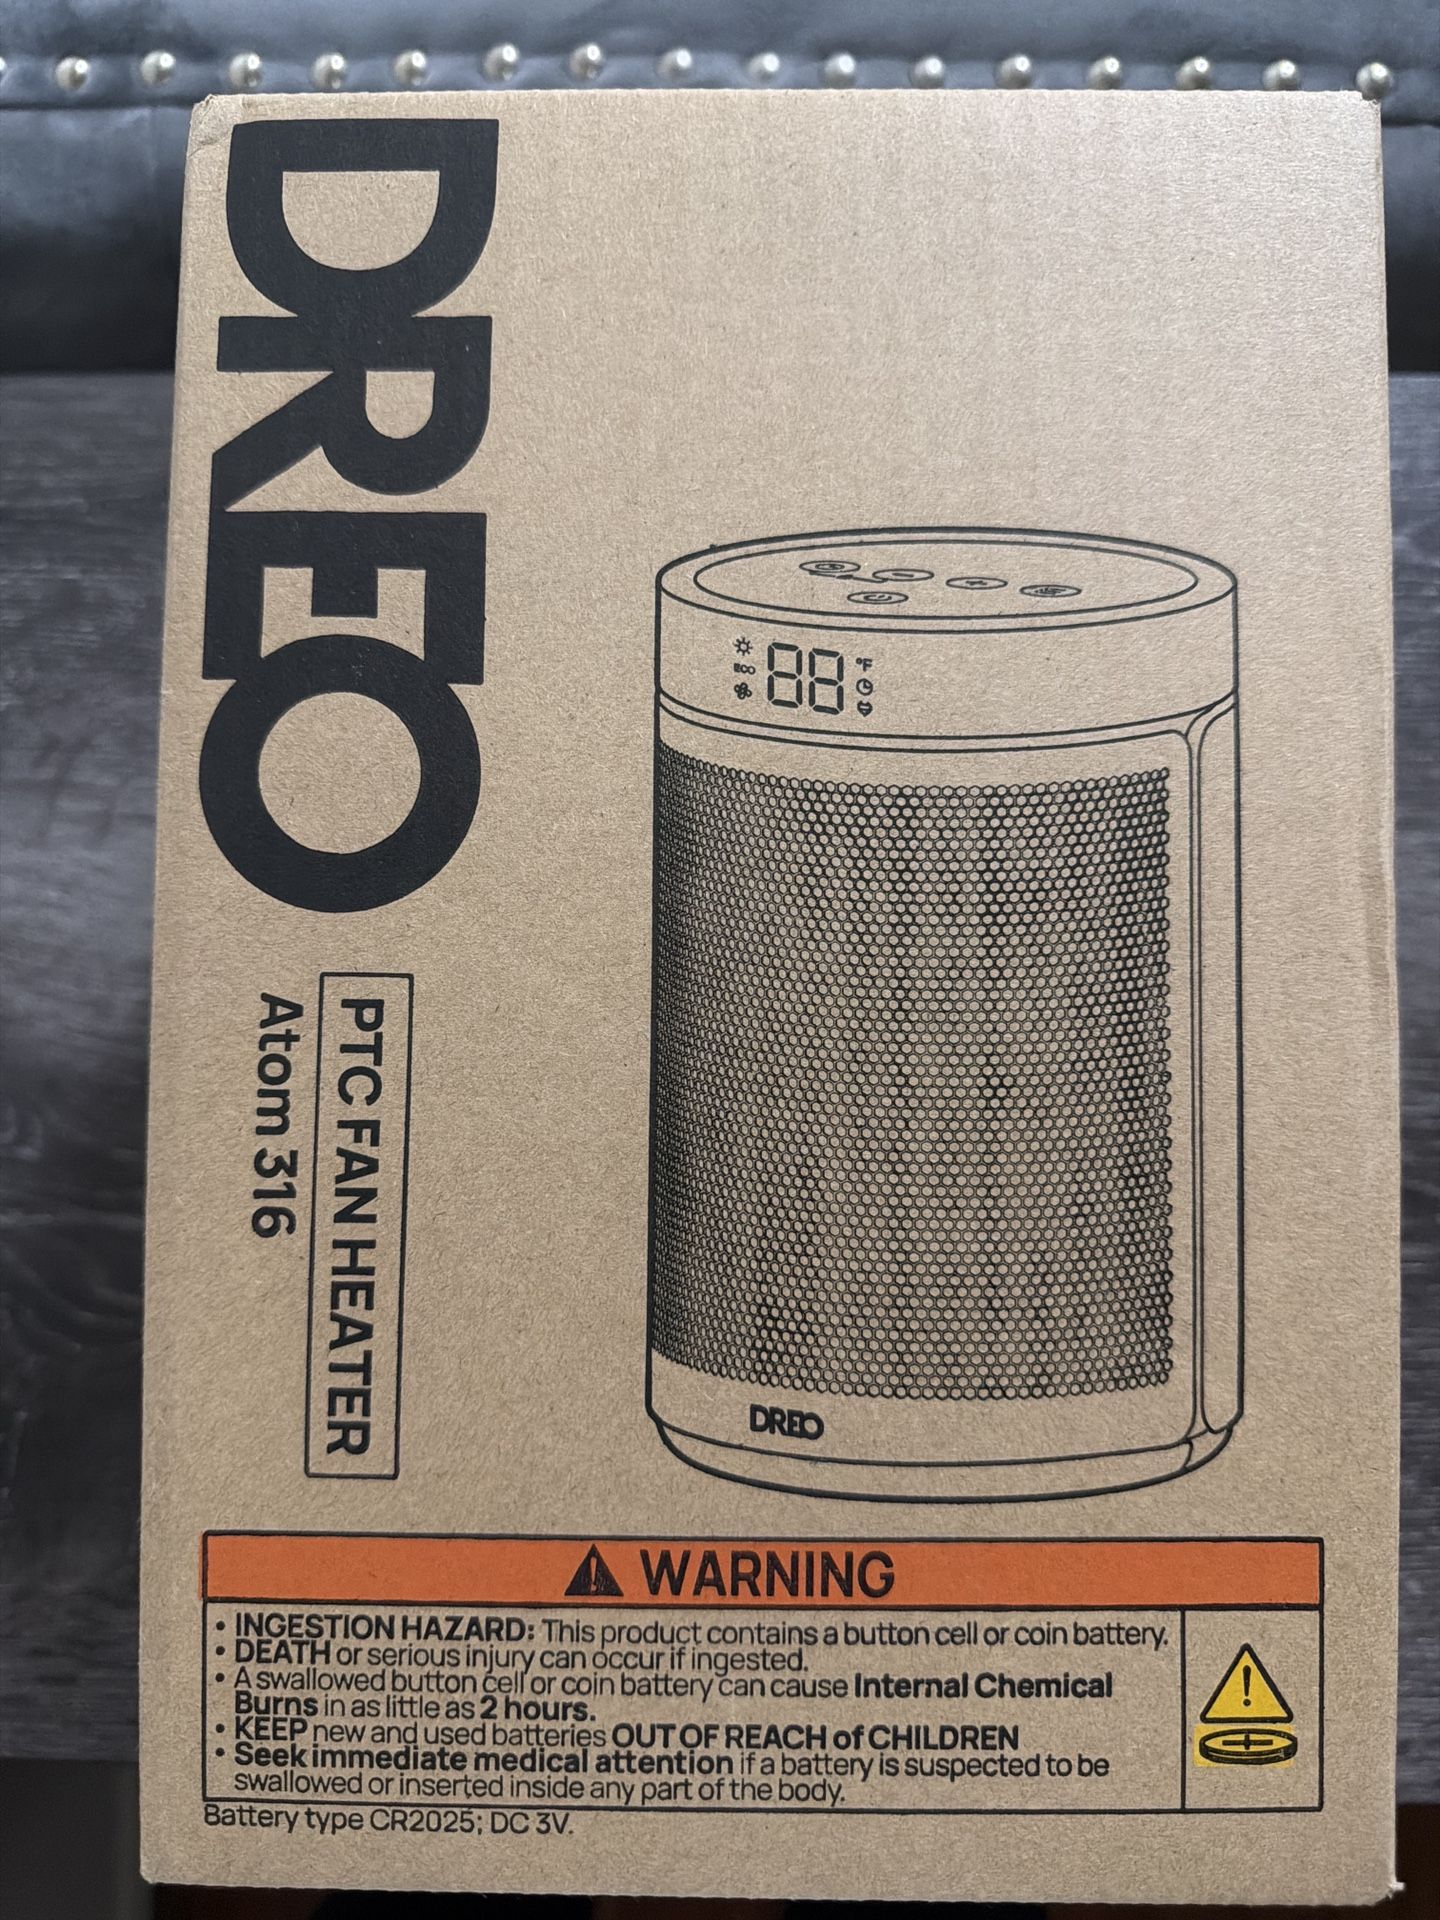 DREO
PTC FAN HEATER
Atom 316
ECO
88
°F
DREO
WARNING
• INGESTION HAZARD: This product contains a button cell or coin battery.
• DEATH or serious injury can occur if ingested.
• A swallowed button cell or coin battery can cause Internal Chemical
Burns in as little as 2 hours.
• KEEP new and used batteries OUT OF REACH of CHILDREN
• Seek immediate medical attention if a battery is suspected to be
swallowed or inserted inside any part of the body.
Battery type CR2025; DC 3V.